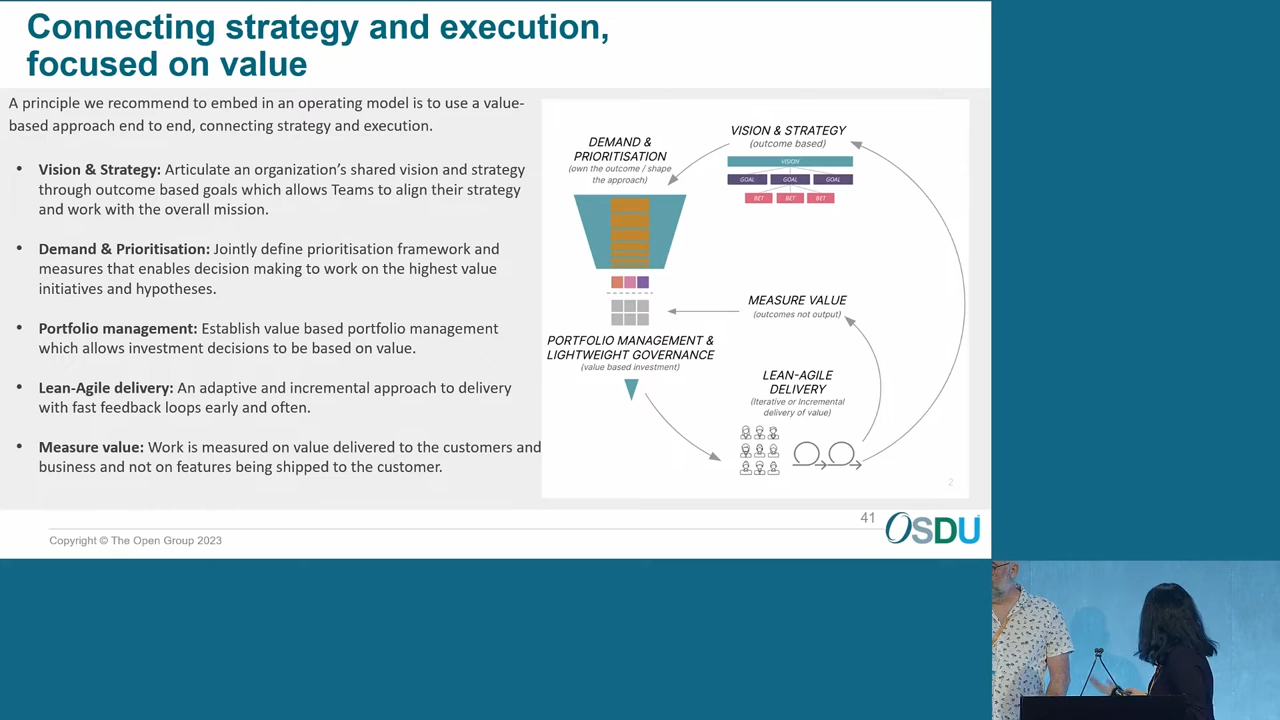 Connecting strategy and execution,
focused on value
A principle we recommend to embed in an operating model is to use a value-
based approach end to end, connecting strategy and execution.
• Vision & Strategy: Articulate an organization's shared vision and strategy
through outcome based goals which allows Teams to align their strategy
and work with the overall mission.
• Demand & Prioritisation: Jointly define prioritisation framework and
measures that enables decision making to work on the highest value
initiatives and hypotheses.
• Portfolio management: Establish value based portfolio management
which allows investment decisions to be based on value.
• Lean-Agile delivery: An adaptive and incremental approach to delivery
with fast feedback loops early and often.
• Measure value: Work is measured on value delivered to the customers and
business and not on features being shipped to the customer.
DEMAND &
PRIORITISATION
(own the outcome / shape
the approach)
VISION & STRATEGY
(outcome based)
VISION
GOAL GOAL GOAL
BET BET BET
MEASURE VALUE
(outcomes not output)
PORTFOLIO MANAGEMENT &
LIGHTWEIGHT GOVERNANCE
(value based investment)
LEAN-AGILE
DELIVERY
(Iterative or Incremental
delivery of value)
2
41
OSDU
Copyright © The Open Group 2023